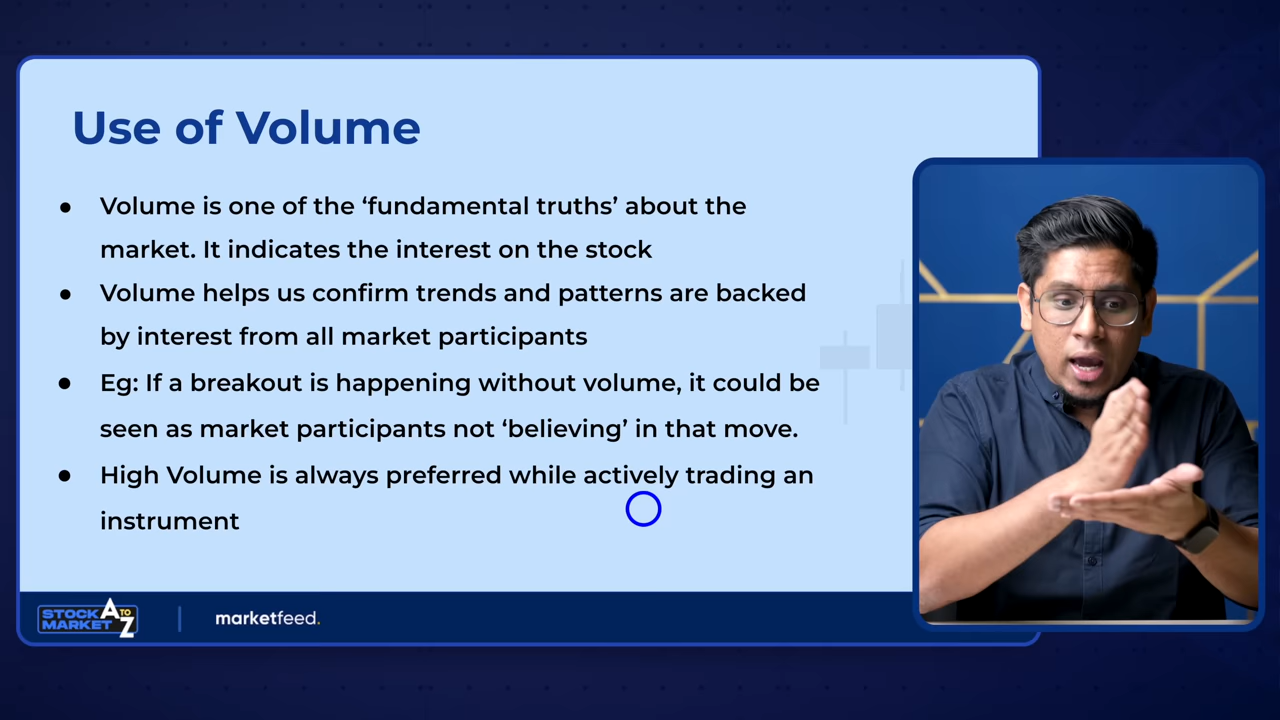 Use of Volume
● Volume is one of the ‘fundamental truths’ about the
market. It indicates the interest on the stock
● Volume helps us confirm trends and patterns are backed
by interest from all market participants
● Eg: If a breakout is happening without volume, it could be
seen as market participants not ‘believing’ in that move.
● High Volume is always preferred while actively trading an
instrument
STOCK MARKET A TO Z
marketfeed.